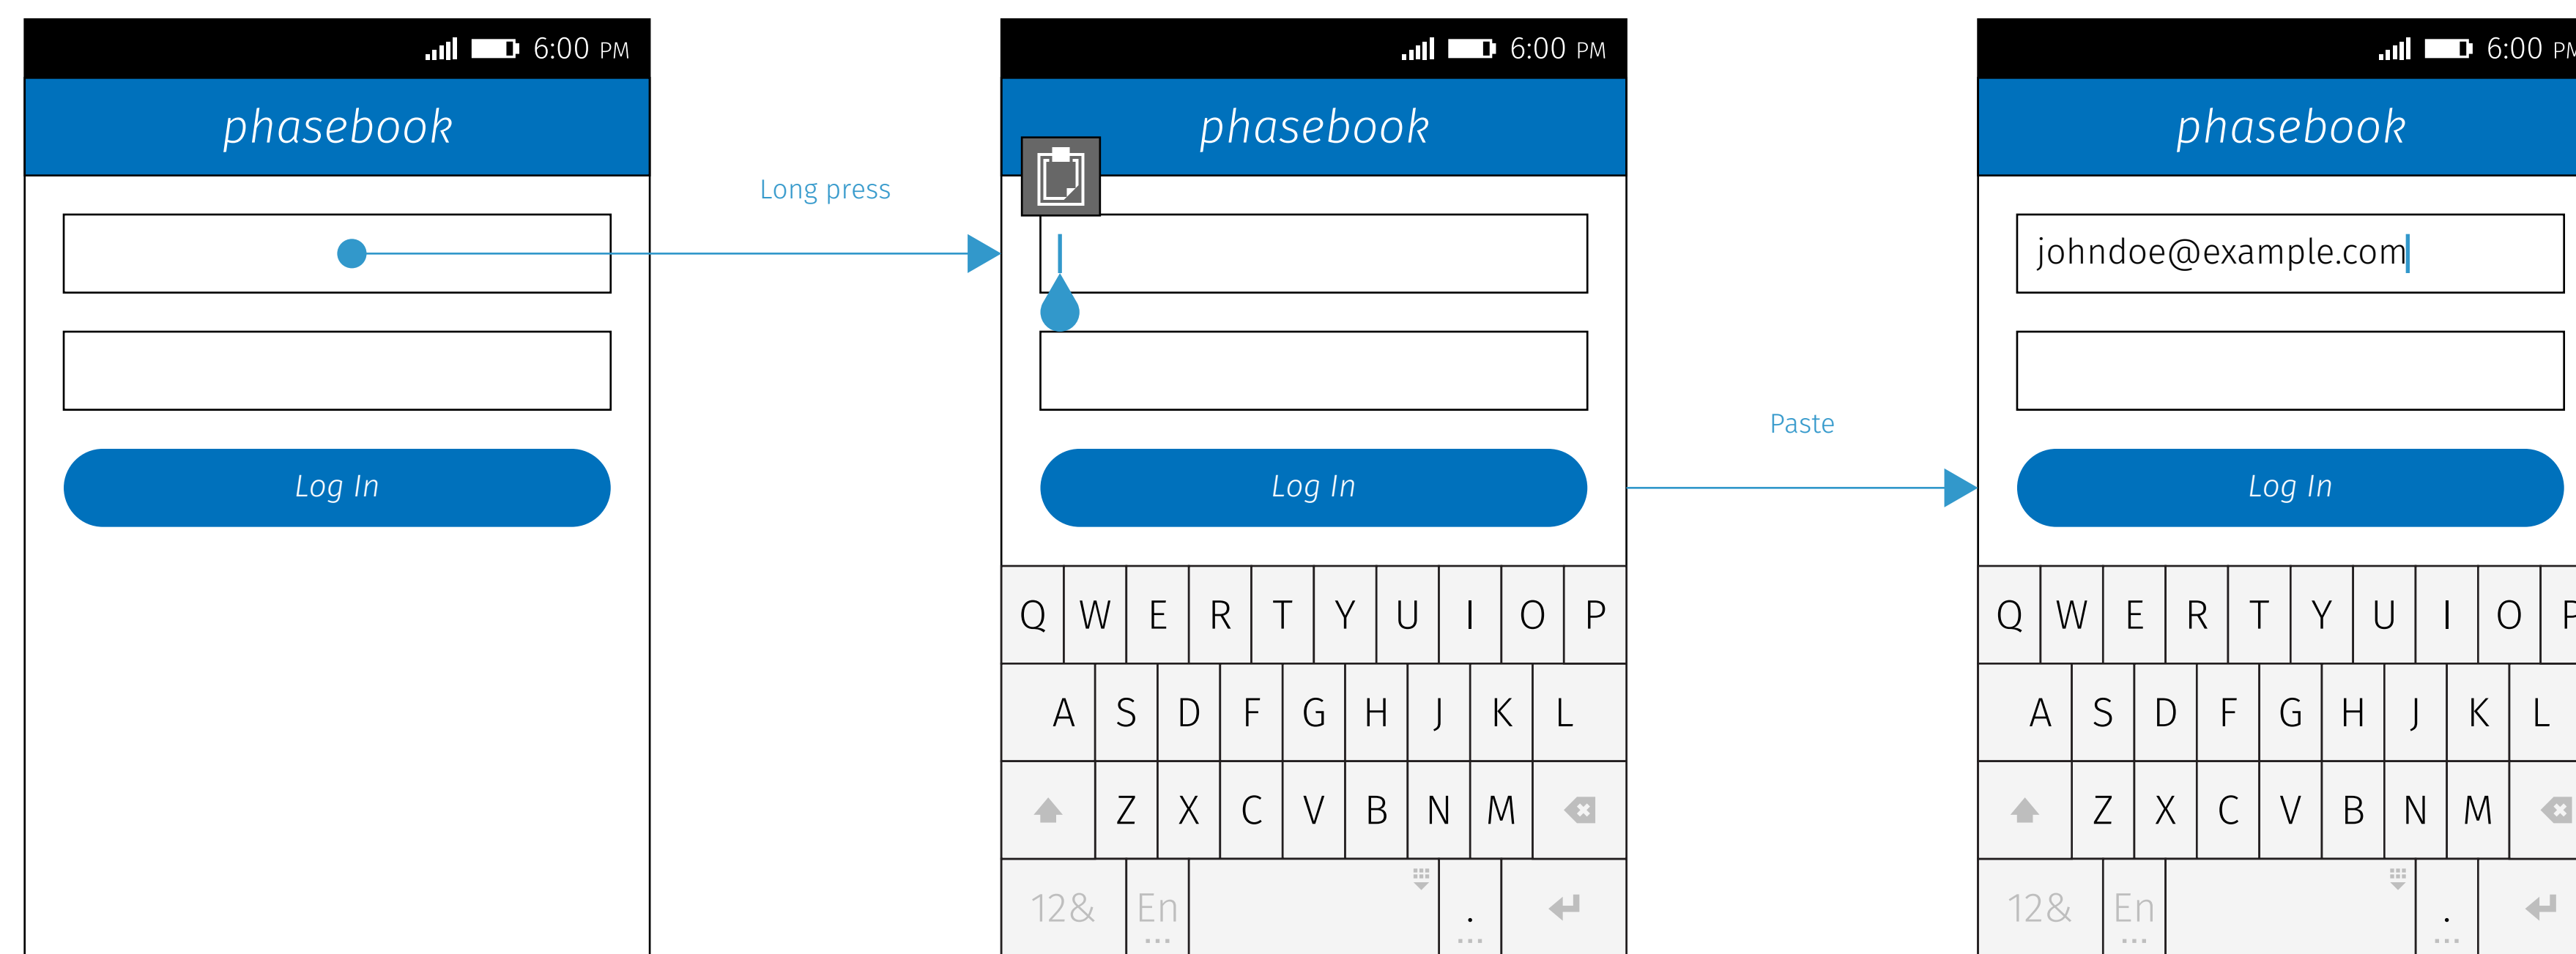 6:00 PM
phasebook
Log In
Long press
6:00 PM
phasebook
Log In
Q W E R T Y U I O P
A S D F G H J K L
Z X C V B N M
12& En .
Paste
6:00 PM
phasebook
johndoe@example.com
Log In
Q W E R T Y U I O P
A S D F G H J K L
Z X C V B N M
12& En .